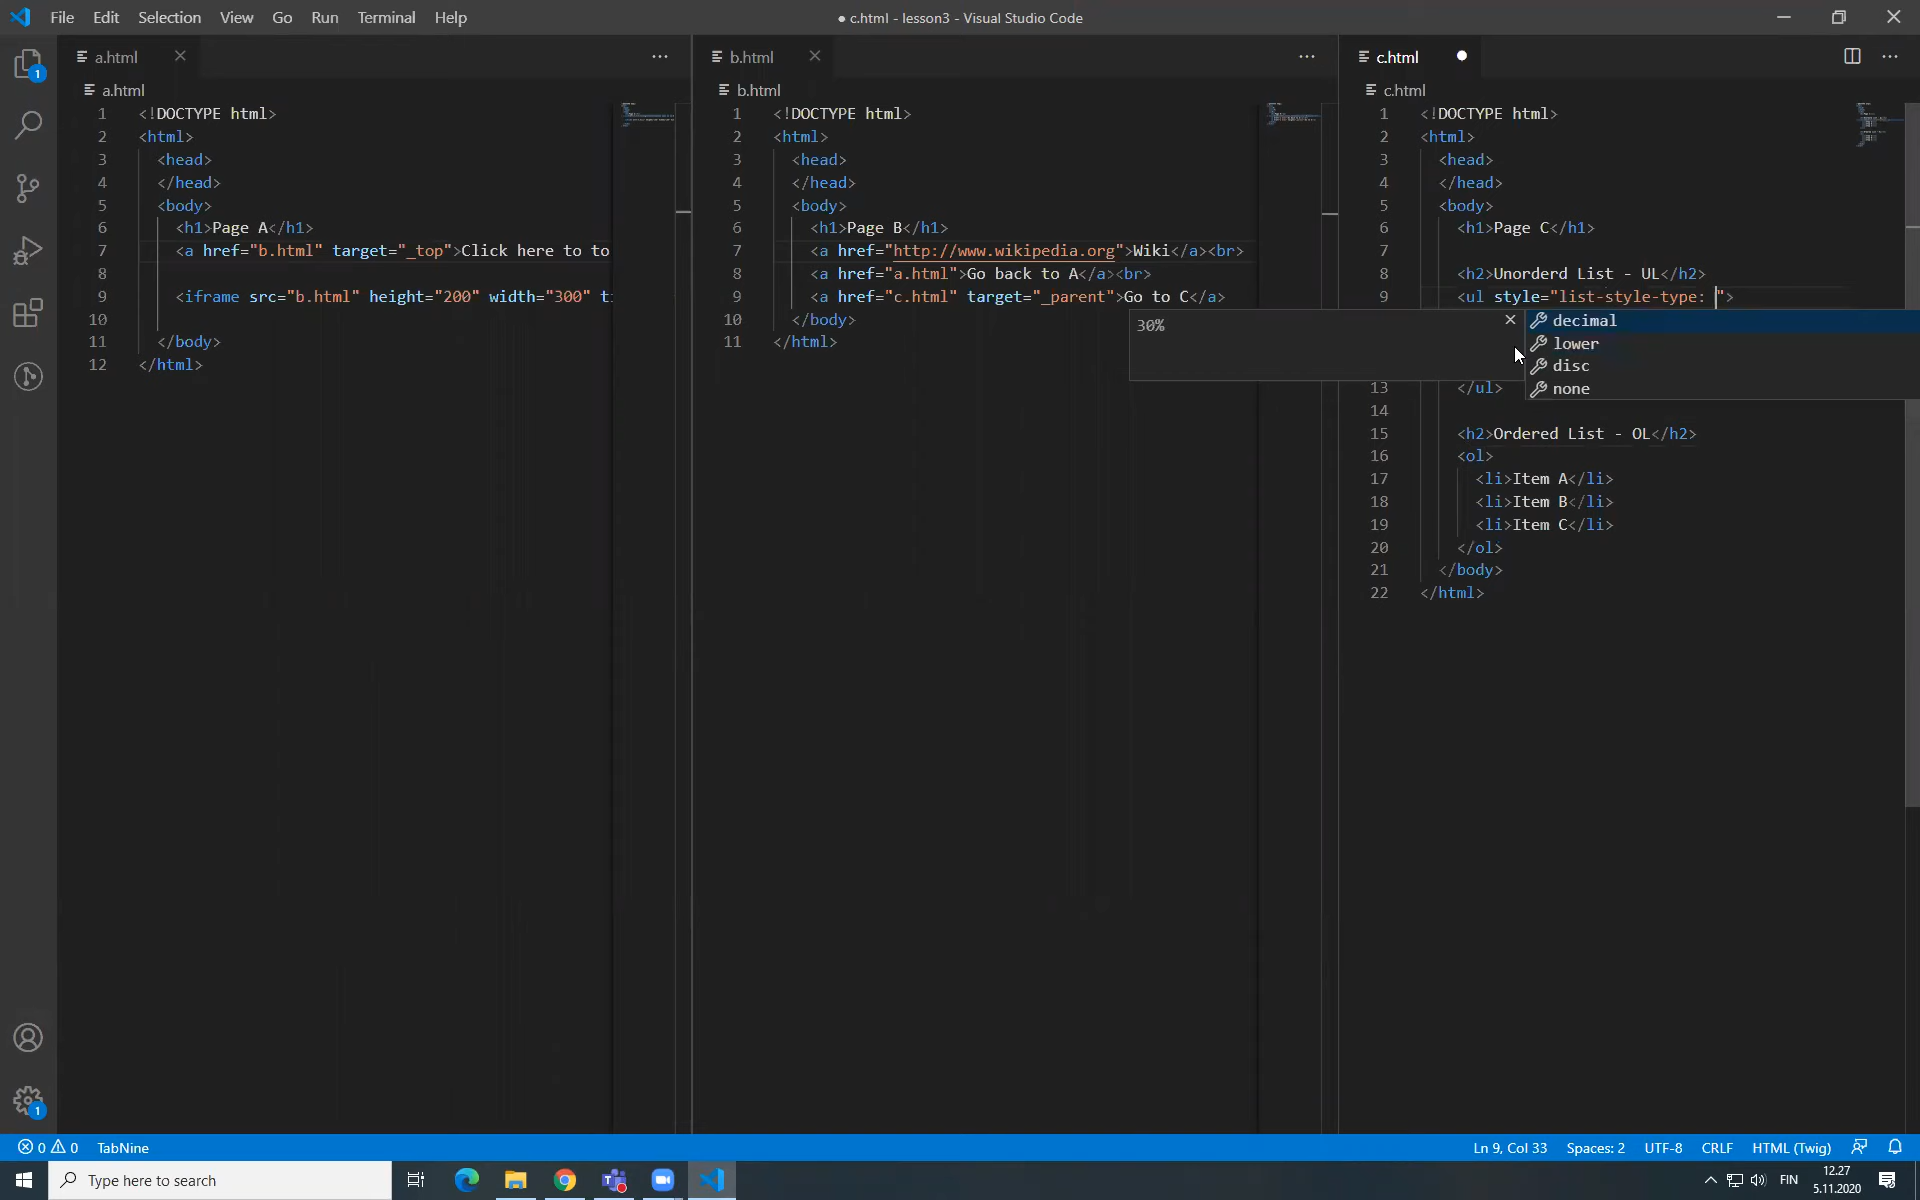 File Edit Selection View Go Run Terminal Help
● c.html - lesson3 - Visual Studio Code
1
a.html
a.html
1 <!DOCTYPE html>
2 <html>
3 <head>
4 </head>
5 <body>
6 <h1>Page A</h1>
7 <a href="b.html" target="_top">Click here to to
8
9 <iframe src="b.html" height="200" width="300" ti
10
11 </body>
12 </html>
b.html
b.html
1 <!DOCTYPE html>
2 <html>
3 <head>
4 </head>
5 <body>
6 <h1>Page B</h1>
7 <a href="http://www.wikipedia.org">Wiki</a><br>
8 <a href="a.html">Go back to A</a><br>
9 <a href="c.html" target="_parent">Go to C</a>
10 </body>
11 </html>
c.html
c.html
1 <!DOCTYPE html>
2 <html>
3 <head>
4 </head>
5 <body>
6 <h1>Page C</h1>
7
8 <h2>Unorderd List - UL</h2>
9 <ul style="list-style-type: ">
30%
decimal
lower
disc
none
13 </ul>
14
15 <h2>Ordered List - OL</h2>
16 <ol>
17 <li>Item A</li>
18 <li>Item B</li>
19 <li>Item C</li>
20 </ol>
21 </body>
22 </html>
1
0 0 TabNine
Ln 9, Col 33 Spaces: 2 UTF-8 CRLF HTML (Twig)
Type here to search
FIN
12.27
5.11.2020